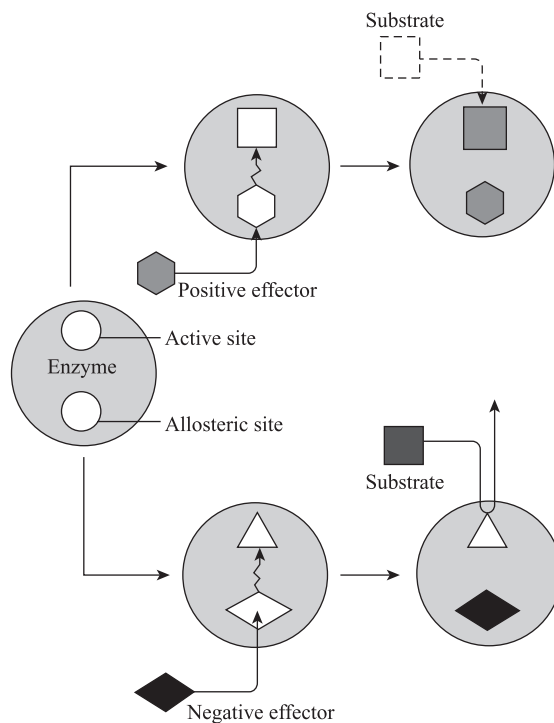 Substrate
Positive effector
Active site
Enzyme
Allosteric site
Substrate
Negative effector